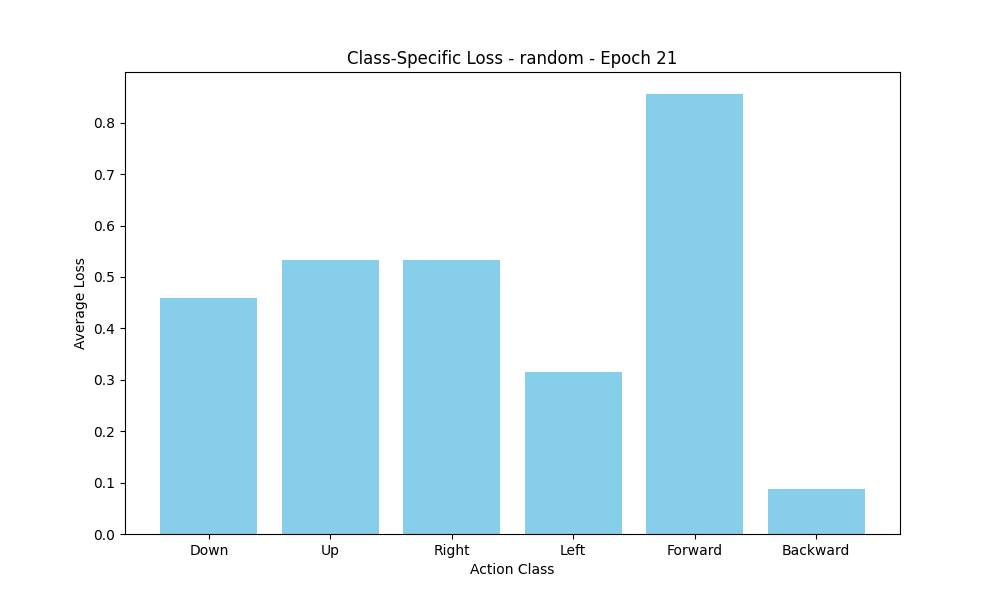 Class-Specific Loss - random - Epoch 21
Average Loss
0.8
0.7
0.6
0.5
0.4
0.3
0.2
0.1
0.0
Down Up Right Left Forward Backward
Action Class